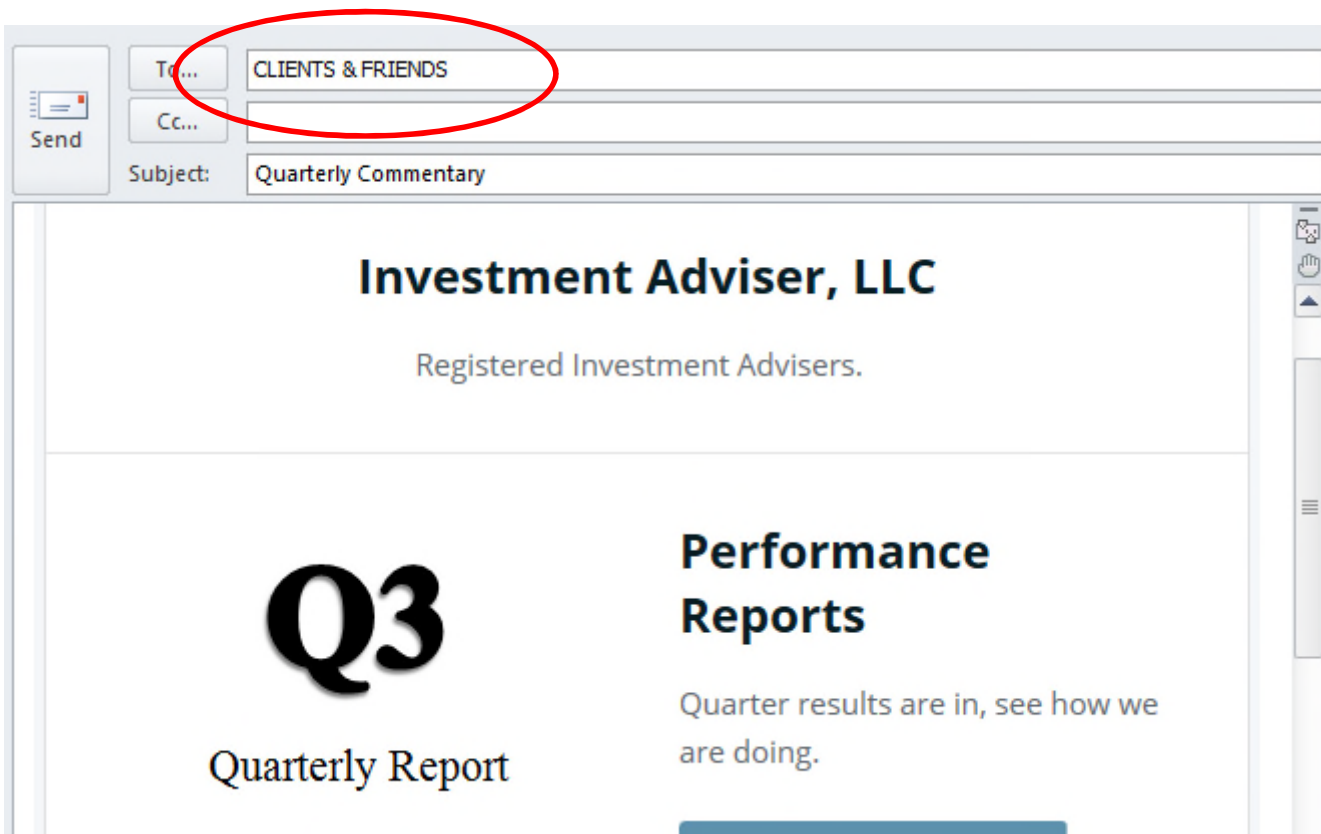 To...
CLIENTS & FRIENDS
Cc...
Send
Subject:
Quarterly Commentary
Investment Adviser, LLC
Registered Investment Advisers.
Q3
Quarterly Report
Performance
Reports
Quarter results are in, see how we
are doing.